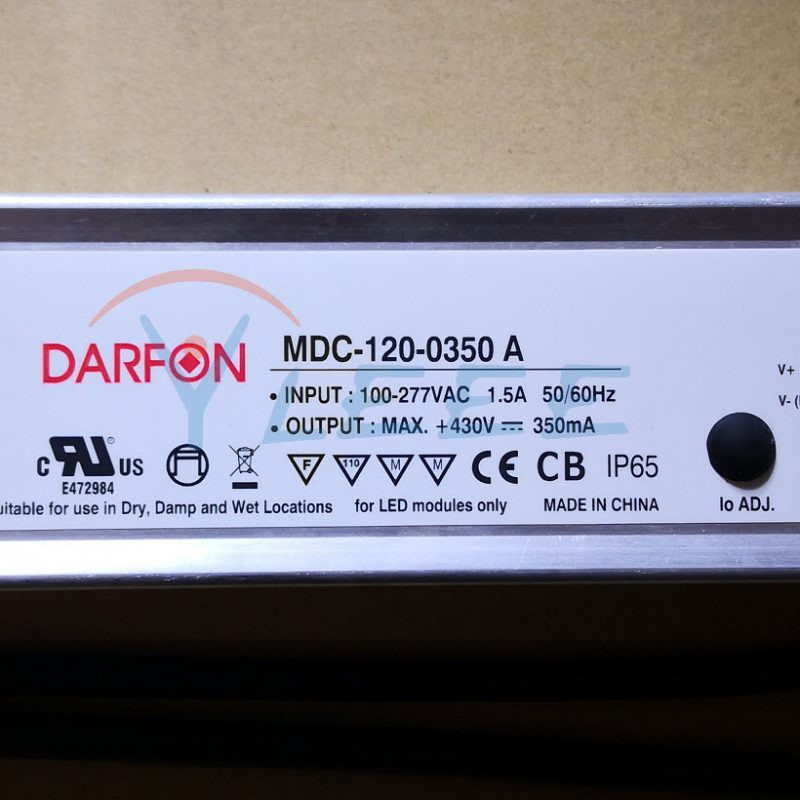 DARFON
MDC-120-0350 A
• INPUT : 100-277VAC 1.5A 50/60Hz
• OUTPUT : MAX. +430V ⎓ 350mA
YLEEE
V+
V- (
c RU US
E472984
F 110 M M CE CB IP65
uitable for use in Dry, Damp and Wet Locations for LED modules only MADE IN CHINA
Io ADJ.